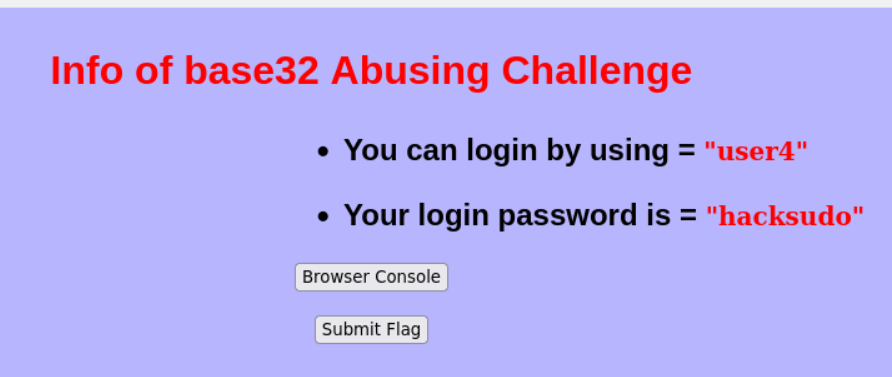 Info of base32 Abusing Challenge
• You can login by using = "user4"
• Your login password is = "hacksudo"
Browser Console
Submit Flag